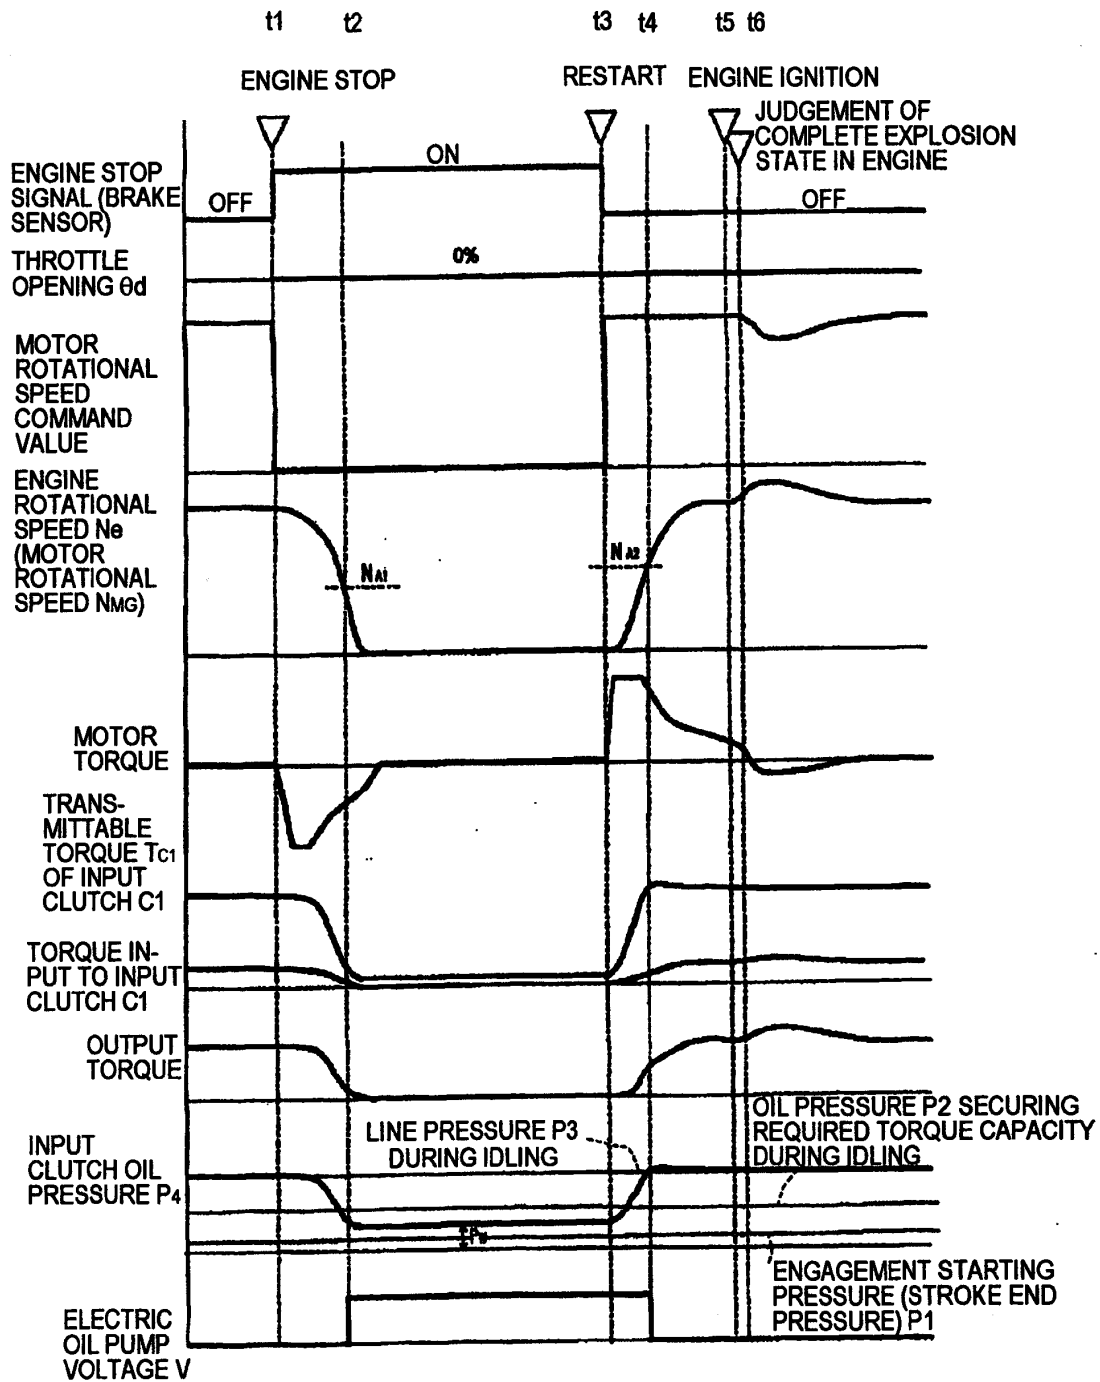 t1 t2 t3 t4 t5 t6
ENGINE STOP
RESTART
ENGINE IGNITION
JUDGEMENT OF
COMPLETE EXPLOSION
STATE IN ENGINE
ENGINE STOP
SIGNAL (BRAKE
SENSOR)
OFF
ON
OFF
THROTTLE
OPENING θd
0%
MOTOR
ROTATIONAL
SPEED
COMMAND
VALUE
ENGINE
ROTATIONAL
SPEED Ne
(MOTOR
ROTATIONAL
SPEED NMG)
NA1
NA2
MOTOR
TORQUE
TRANS-
MITTABLE
TORQUE TC1
OF INPUT
CLUTCH C1
TORQUE IN-
PUT TO INPUT
CLUTCH C1
OUTPUT
TORQUE
INPUT
CLUTCH OIL
PRESSURE P4
LINE PRESSURE P3
DURING IDLING
OIL PRESSURE P2 SECURING
REQUIRED TORQUE CAPACITY
DURING IDLING
ENGAGEMENT STARTING
PRESSURE (STROKE END
PRESSURE) P1
ELECTRIC
OIL PUMP
VOLTAGE V